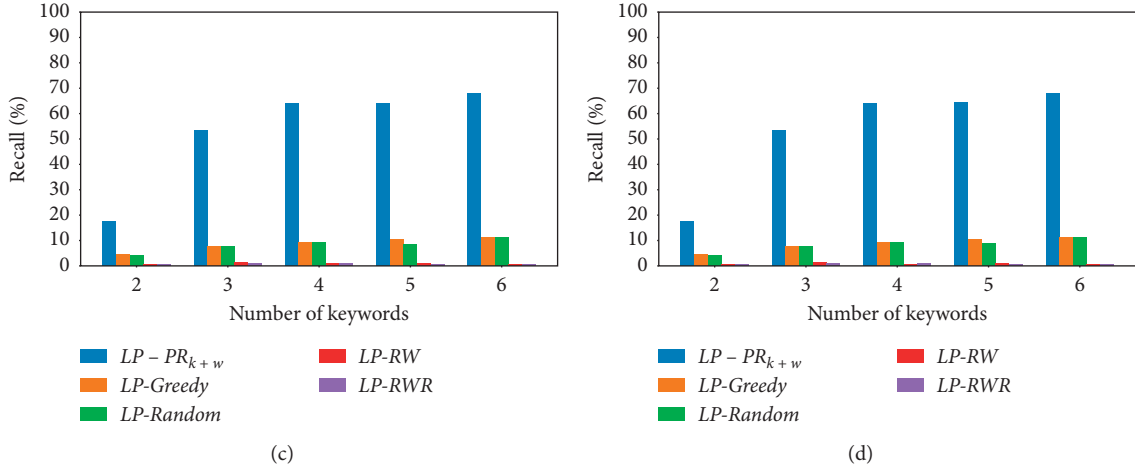 100
90
80
70
60
50
40
30
20
10
0
Recall (%)
2 3 4 5 6
Number of keywords
LP – PRk + w
LP-Greedy
LP-Random
LP-RW
LP-RWR
(c)
100
90
80
70
60
50
40
30
20
10
0
Recall (%)
2 3 4 5 6
Number of keywords
LP – PRk + w
LP-Greedy
LP-Random
LP-RW
LP-RWR
(d)